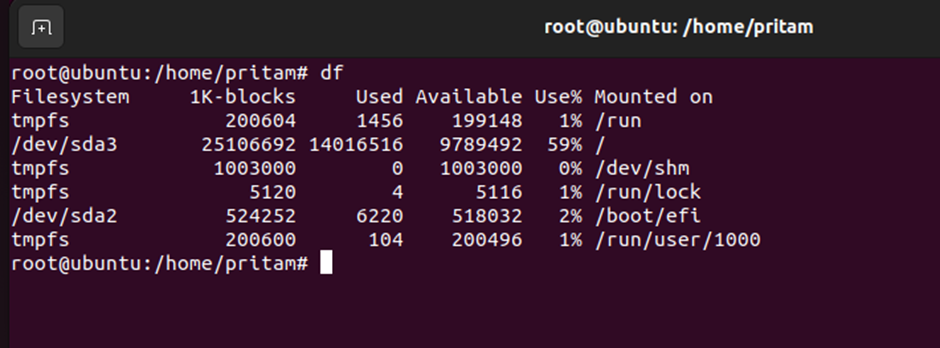 root@ubuntu: /home/pritam
root@ubuntu:/home/pritam# df
Filesystem     1K-blocks     Used Available Use% Mounted on
tmpfs             200604     1456    199148   1% /run
/dev/sda3       25106692 14016516   9789492  59% /
tmpfs            1003000        0   1003000   0% /dev/shm
tmpfs               5120        4      5116   1% /run/lock
/dev/sda2         524252     6220    518032   2% /boot/efi
tmpfs             200600      104    200496   1% /run/user/1000
root@ubuntu:/home/pritam#